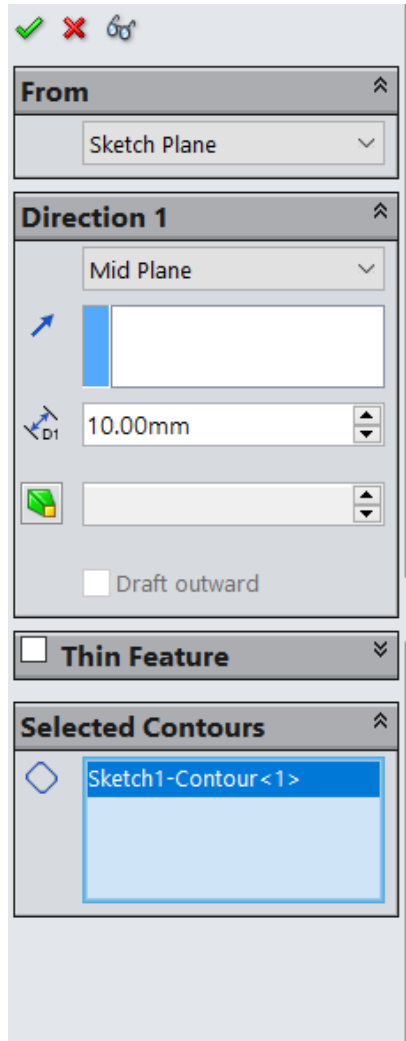 From
Sketch Plane
Direction 1
Mid Plane
D1
10.00mm
Draft outward
Thin Feature
Selected Contours
Sketch1-Contour<1>